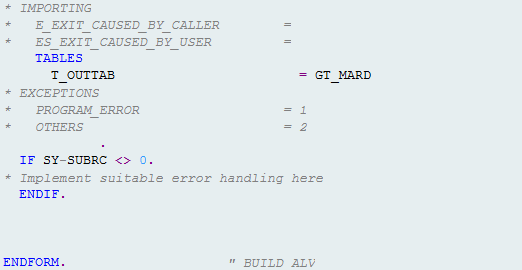 * IMPORTING
*   E_EXIT_CAUSED_BY_CALLER        =
*   ES_EXIT_CAUSED_BY_USER         =
    TABLES
      T_OUTTAB                       = GT_MARD
* EXCEPTIONS
*   PROGRAM_ERROR                  = 1
*   OTHERS                         = 2
            .
  IF SY-SUBRC <> 0.
* Implement suitable error handling here
  ENDIF.
ENDFORM.                    " BUILD ALV